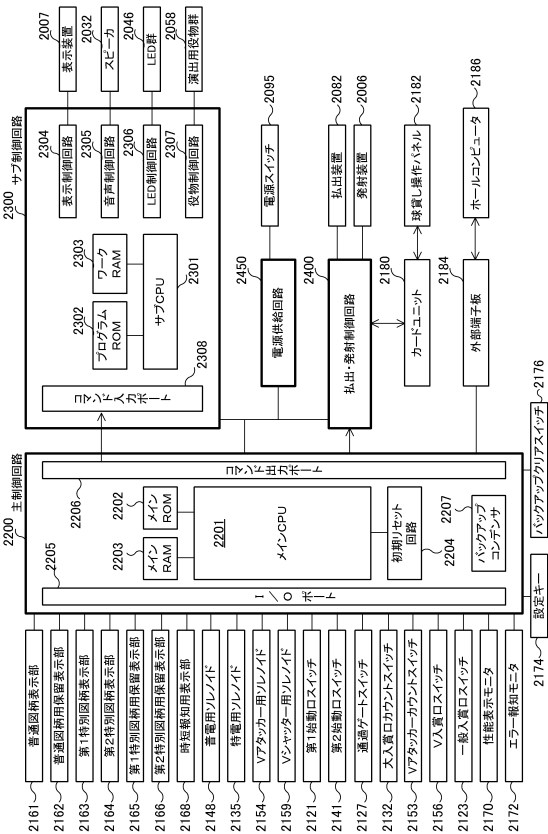 2200 主制御回路
2205
I/Oポート
2206
コマンド出力ポート
2203
メイン
RAM
2202
メイン
ROM
2201
メインCPU
初期リセット
回路
2204
2207
バックアップ
コンデンサ
設定キー
2174
バックアップクリアスイッチ
2176
2161 普通図柄表示部
2162 普通図柄用保留表示部
2163 第1特別図柄表示部
2164 第2特別図柄表示部
2165 第1特別図柄用保留表示部
2166 第2特別図柄用保留表示部
2168 時短報知用表示部
2148 普電用ソレノイド
2135 特電用ソレノイド
2154 Vアタッカー用ソレノイド
2159 Vシャッター用ソレノイド
2121 第1始動口スイッチ
2141 第2始動口スイッチ
2127 通過ゲートスイッチ
2132 大入賞口カウントスイッチ
2153 Vアタッカーカウントスイッチ
2156 V入賞口スイッチ
2123 一般入賞口スイッチ
2170 性能表示モニタ
2172 エラー報知モニタ
2300 サブ制御回路
コマンド入力ポート
2308
2302
プログラム
ROM
2303
ワーク
RAM
サブCPU
2301
2304
表示制御回路
2305
音声制御回路
2306
LED制御回路
2307
役物制御回路
2007
表示装置
2032
スピーカ
2046
LED群
2058
演出用役物群
2450
電源供給回路
電源スイッチ
2095
2400
払出・発射制御回路
払出装置
2082
発射装置
2006
2180
カードユニット
球貸し操作パネル
2182
2184
外部端子板
ホールコンピュータ
2186